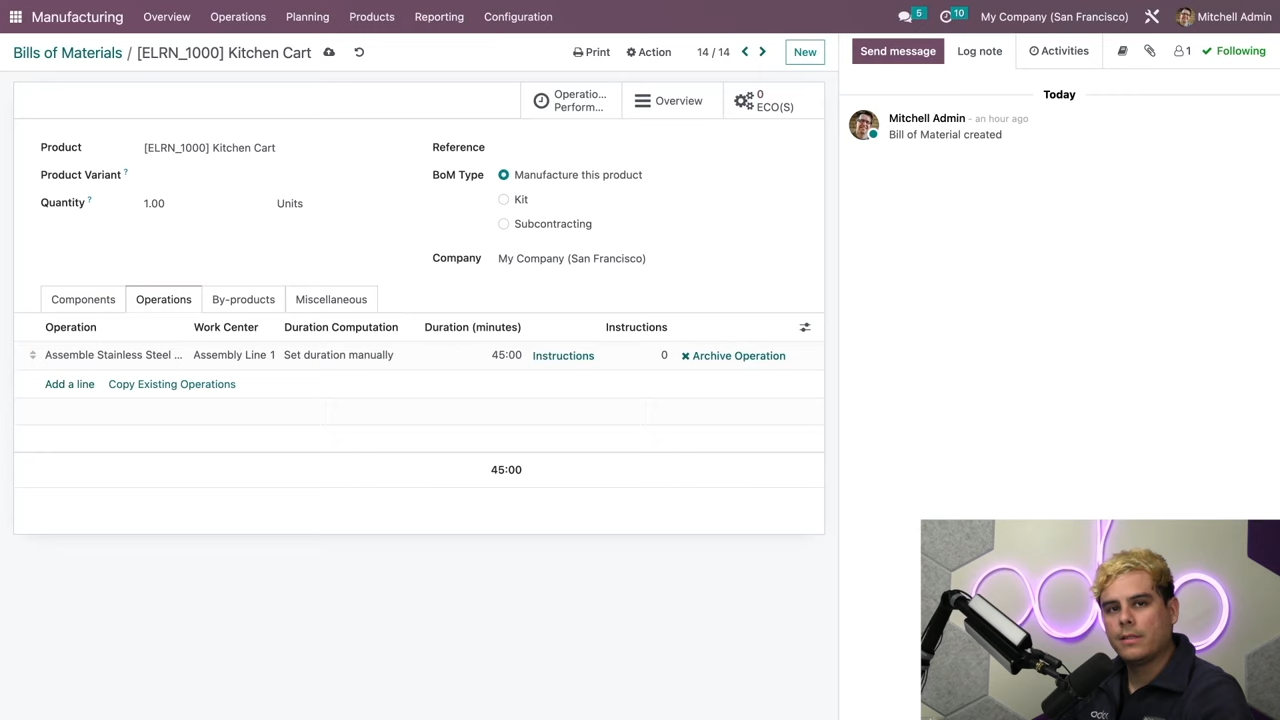 Manufacturing Overview Operations Planning Products Reporting Configuration 5 10 My Company (San Francisco) Mitchell Admin
Bills of Materials / [ELRN_1000] Kitchen Cart Print Action 14 / 14 New
Send message Log note Activities 1 Following
Operatio... Perform...
Overview
0 ECO(S)
Today
Mitchell Admin - an hour ago
Bill of Material created
Product [ELRN_1000] Kitchen Cart
Product Variant ?
Quantity ? 1.00 Units
Reference
BoM Type Manufacture this product
Kit
Subcontracting
Company My Company (San Francisco)
Components Operations By-products Miscellaneous
Operation Work Center Duration Computation Duration (minutes) Instructions
Assemble Stainless Steel ... Assembly Line 1 Set duration manually 45:00 Instructions 0 Archive Operation
Add a line Copy Existing Operations
45:00
odoo